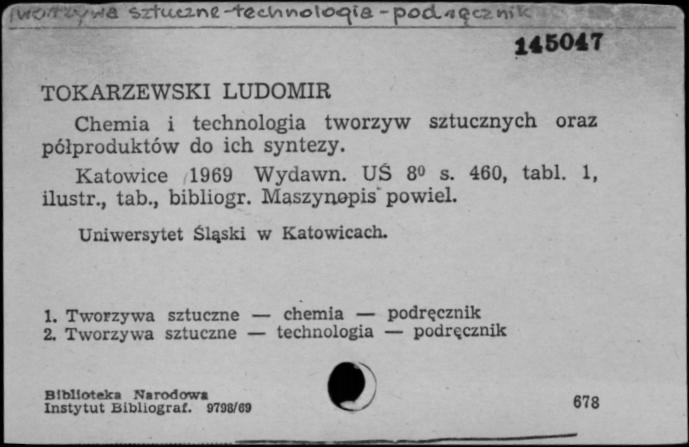 Tworzywa sztuczne-technologia-podręcznik
145047
TOKARZEWSKI LUDOMIR
Chemia i technologia tworzyw sztucznych oraz
półproduktów do ich syntezy.
Katowice 1969 Wydawn. UŚ 8⁰ s. 460, tabl. 1,
ilustr., tab., bibliogr. Maszynopis powiel.
Uniwersytet Śląski w Katowicach.
1. Tworzywa sztuczne — chemia — podręcznik
2. Tworzywa sztuczne — technologia — podręcznik
Biblioteka Narodowa
Instytut Bibliograf. 9798/69
678